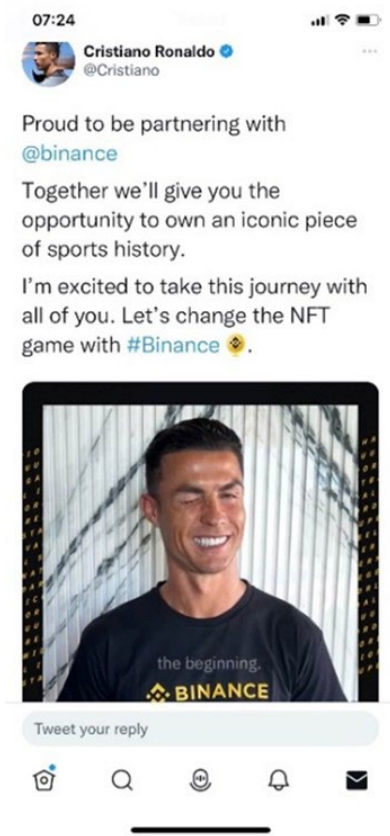 07:24
Cristiano Ronaldo
@Cristiano
Proud to be partnering with
@binance
Together we'll give you the
opportunity to own an iconic piece
of sports history.
I'm excited to take this journey with
all of you. Let's change the NFT
game with #Binance .
the beginning.
BINANCE
Tweet your reply